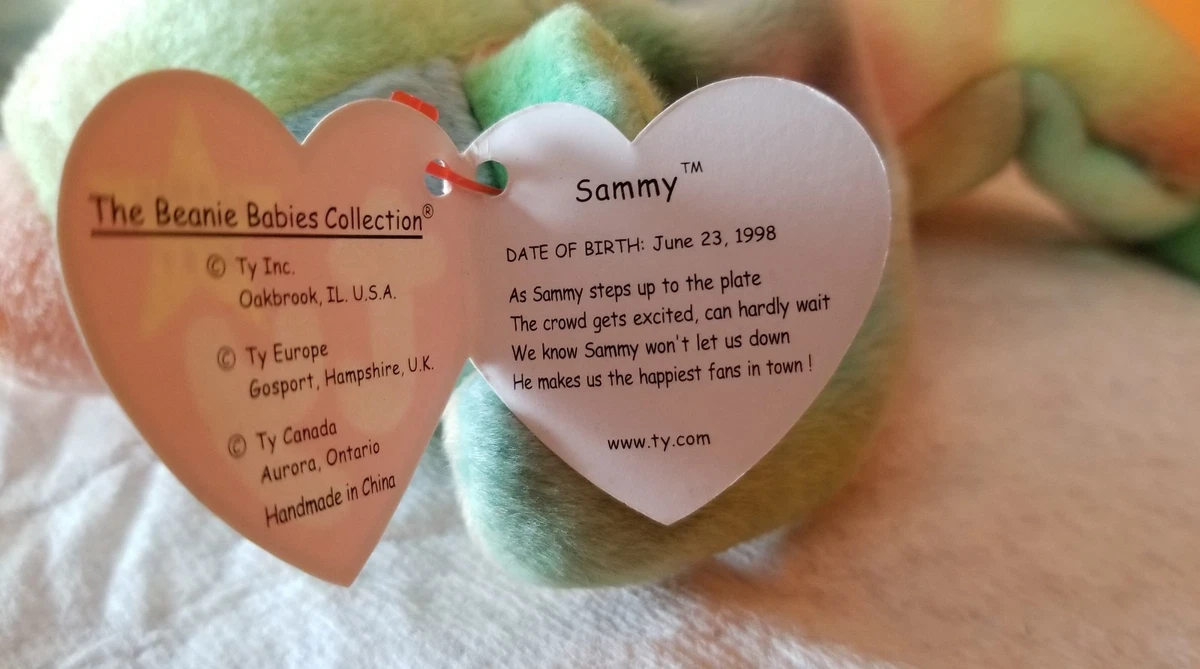 The Beanie Babies Collection®
© Ty Inc.
Oakbrook, IL. U.S.A.
© Ty Europe
Gosport, Hampshire, U.K.
© Ty Canada
Aurora, Ontario
Handmade in China
Sammy™
DATE OF BIRTH: June 23, 1998
As Sammy steps up to the plate
The crowd gets excited, can hardly wait
We know Sammy won't let us down
He makes us the happiest fans in town !
www.ty.com